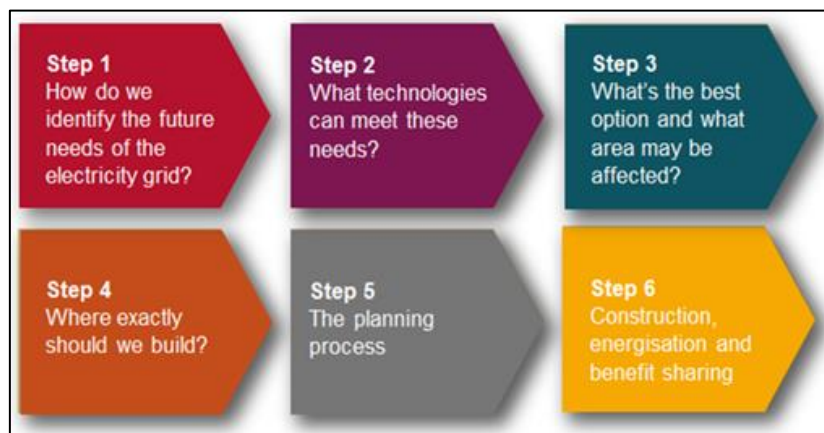 Step 1
How do we
identify the future
needs of the
electricity grid?
Step 2
What technologies
can meet these
needs?
Step 3
What's the best
option and what
area may be
affected?
Step 4
Where exactly
should we build?
Step 5
The planning
process
Step 6
Construction,
energisation and
benefit sharing